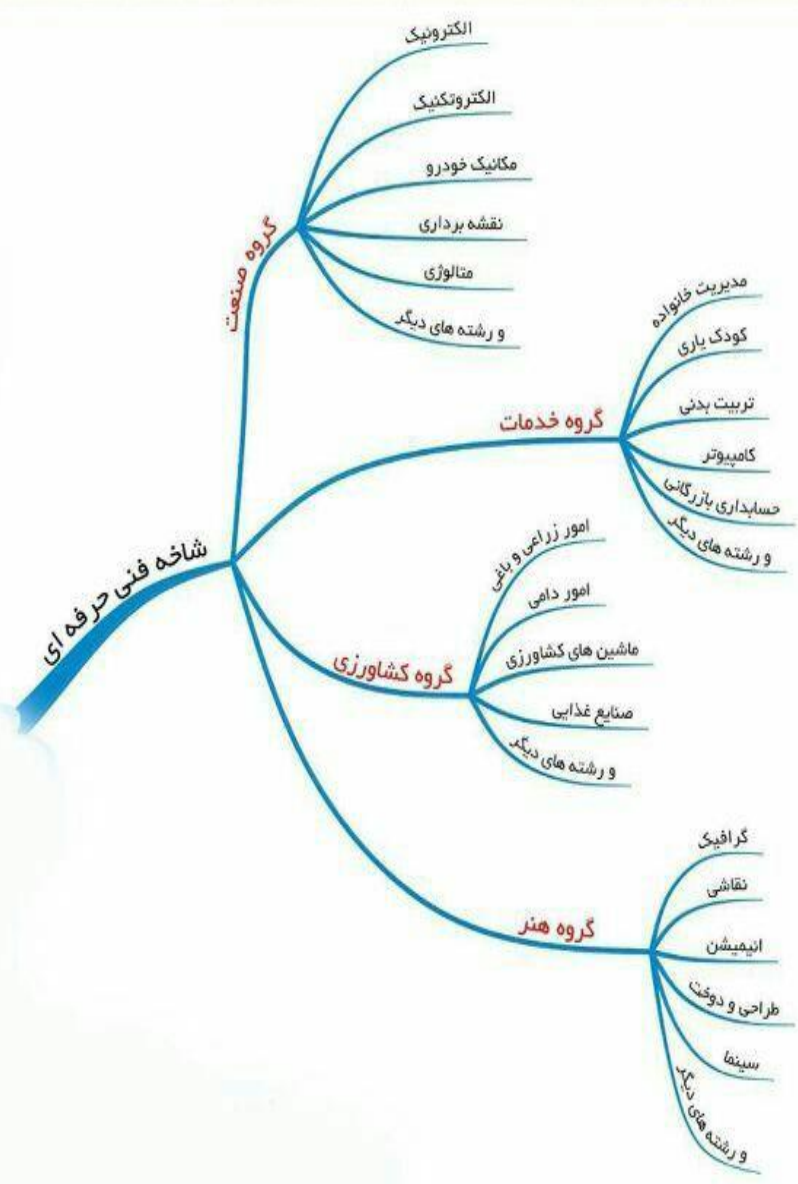 شاخه فنی حرفه ای
گروه صنعت
الکترونیک
الکتروتکنیک
مکانیک خودرو
نقشه برداری
متالوژی
و رشته های دیگر
گروه خدمات
مدیریت خانواده
کودک یاری
تربیت بدنی
کامپیوتر
حسابداری بازرگانی
و رشته های دیگر
گروه کشاورزی
امور زراعی و باغی
امور دامی
ماشین های کشاورزی
صنایع غذایی
و رشته های دیگر
گروه هنر
گرافیک
نقاشی
انیمیشن
طراحی و دوخت
سینما
و رشته های دیگر